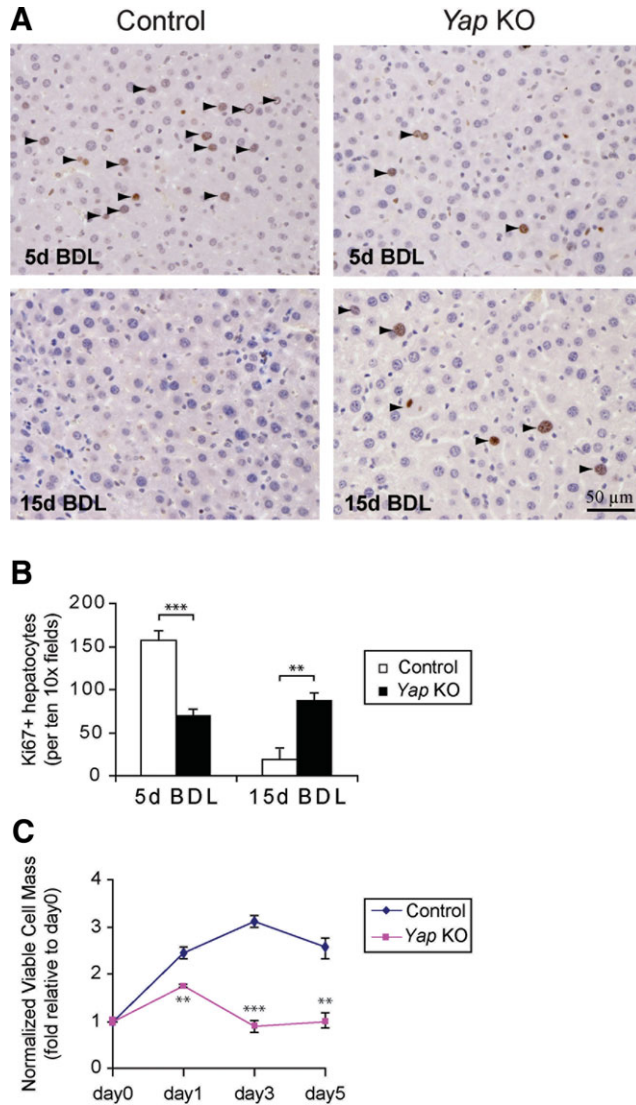 A
Control
Yap KO
5d BDL
5d BDL
15d BDL
15d BDL
50 µm
B
Ki67+ hepatocytes
(per ten 10x fields)
200
150
100
50
0
***
**
5d BDL
15d BDL
Control
Yap KO
C
Normalized Viable Cell Mass
(fold relative to day0)
4
3
2
1
0
**
***
**
day0
day1
day3
day5
Control
Yap KO